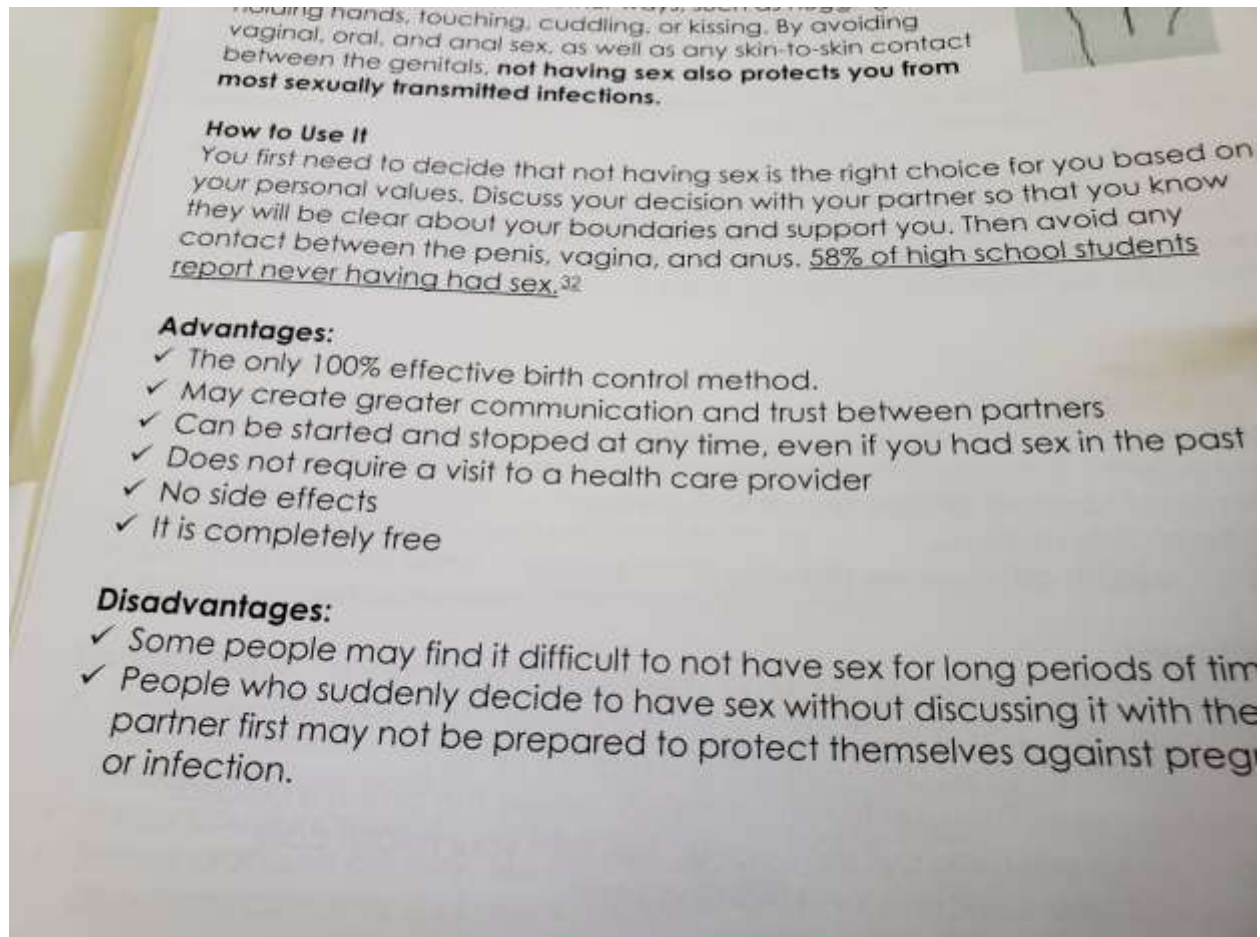 holding hands, touching, cuddling, or kissing. By avoiding
vaginal, oral, and anal sex, as well as any skin-to-skin contact
between the genitals, not having sex also protects you from
most sexually transmitted infections.
How to Use It
You first need to decide that not having sex is the right choice for you based on
your personal values. Discuss your decision with your partner so that you know
they will be clear about your boundaries and support you. Then avoid any
contact between the penis, vagina, and anus. 58% of high school students
report never having had sex.32
Advantages:
✓ The only 100% effective birth control method.
✓ May create greater communication and trust between partners
✓ Can be started and stopped at any time, even if you had sex in the past
✓ Does not require a visit to a health care provider
✓ No side effects
✓ It is completely free
Disadvantages:
✓ Some people may find it difficult to not have sex for long periods of tim
✓ People who suddenly decide to have sex without discussing it with the
partner first may not be prepared to protect themselves against preg
or infection.